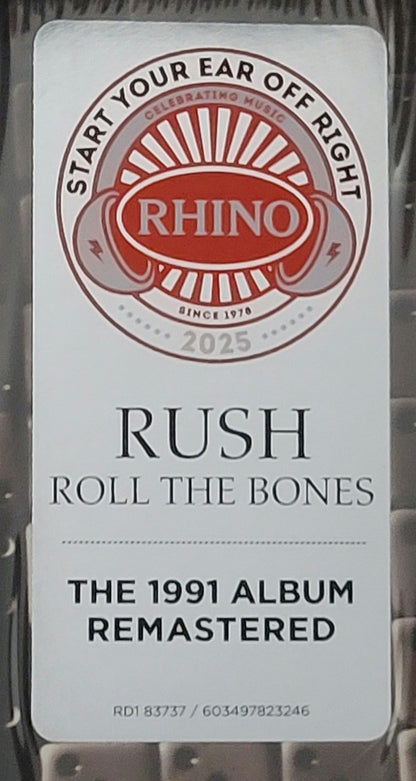 START YOUR EAR OFF RIGHT
CELEBRATING MUSIC
RHINO
SINCE 1978
2025
RUSH
ROLL THE BONES
THE 1991 ALBUM
REMASTERED
RD1 83737 / 603497823246